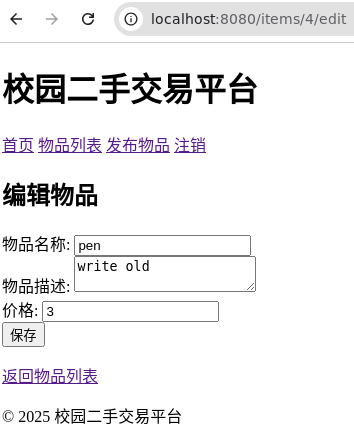 localhost:8080/items/4/edit
校园二手交易平台
首页 物品列表 发布物品 注销
编辑物品
物品名称: pen
物品描述: write old
价格: 3
保存
返回物品列表
© 2025 校园二手交易平台